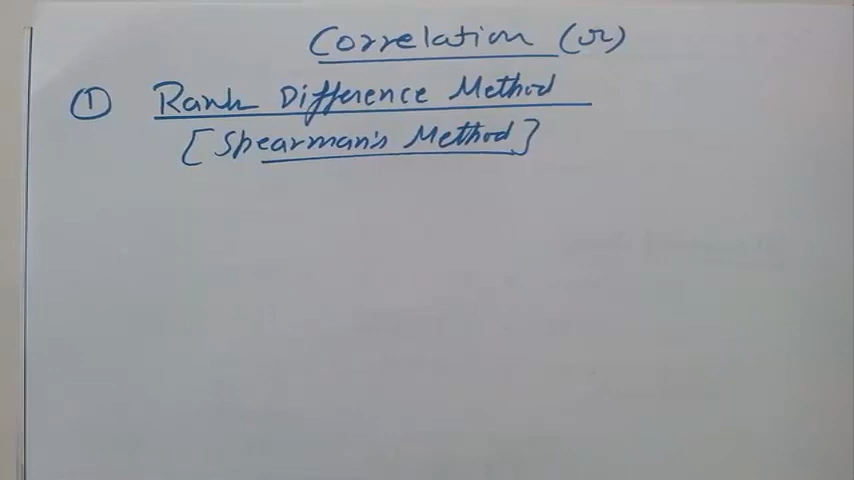 Correlation (r)
① Rank Difference Method
[Spearman's Method]